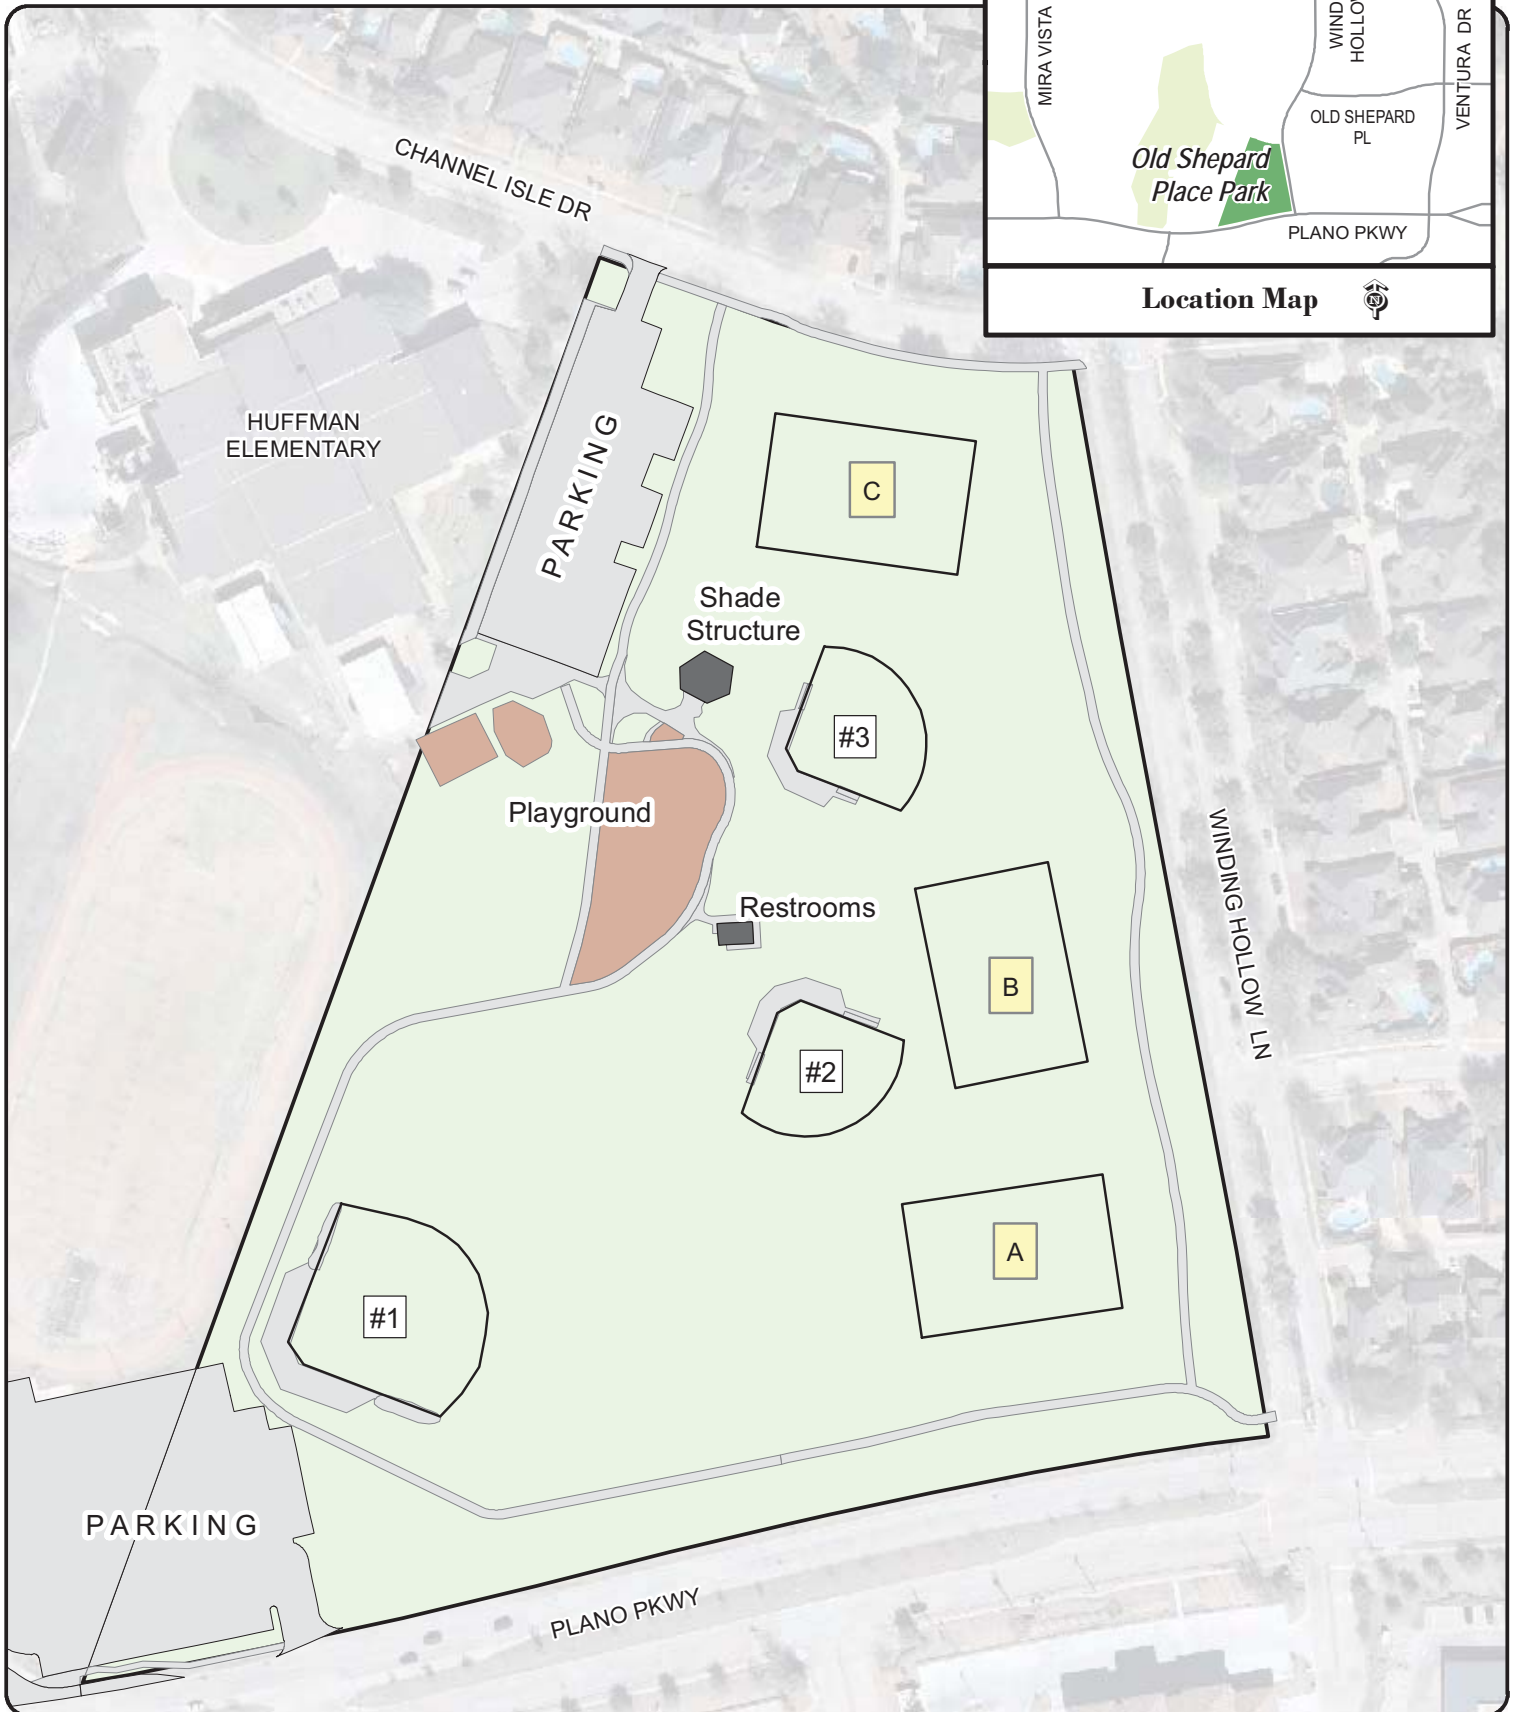 MIRA VISTA
WIND
HOLLO
VENTURA DR
OLD SHEPARD
PL
Old Shepard
Place Park
PLANO PKWY
Location Map
N
CHANNEL ISLE DR
HUFFMAN
ELEMENTARY
PARKING
C
Shade
Structure
#3
Playground
Restrooms
WINDING HOLLOW LN
B
#2
A
#1
PARKING
PLANO PKWY